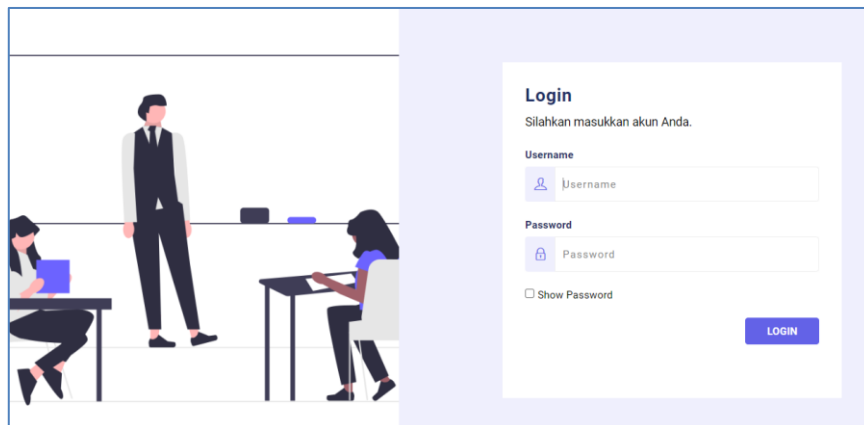 Login
Silahkan masukkan akun Anda.
Username
Username
Password
Password
Show Password
LOGIN